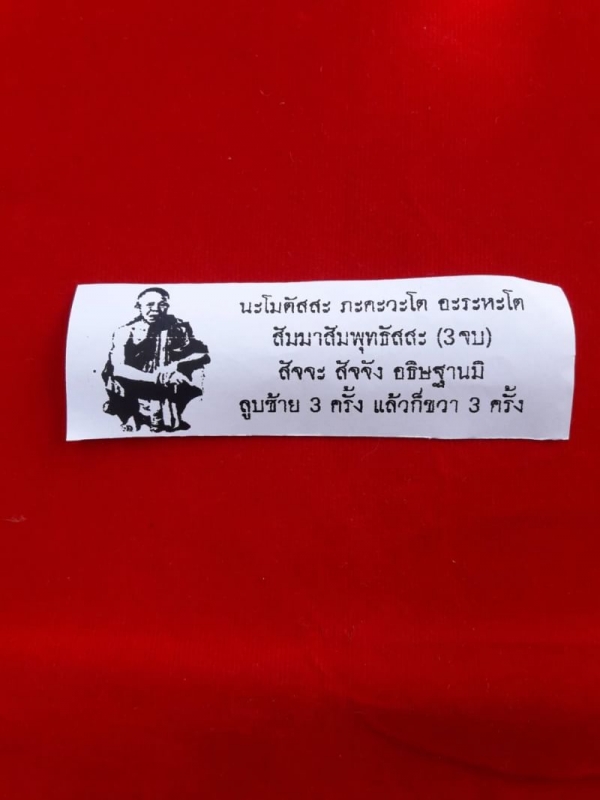 นะโมตัสสะ ภะคะวะโต อะระหะโต
สัมมาสัมพุทธัสสะ (3 จบ)
สัจจะ สัจจัง อธิษฐานมิ
ลูบซ้าย 3 ครั้ง แล้วก็ขวา 3 ครั้ง